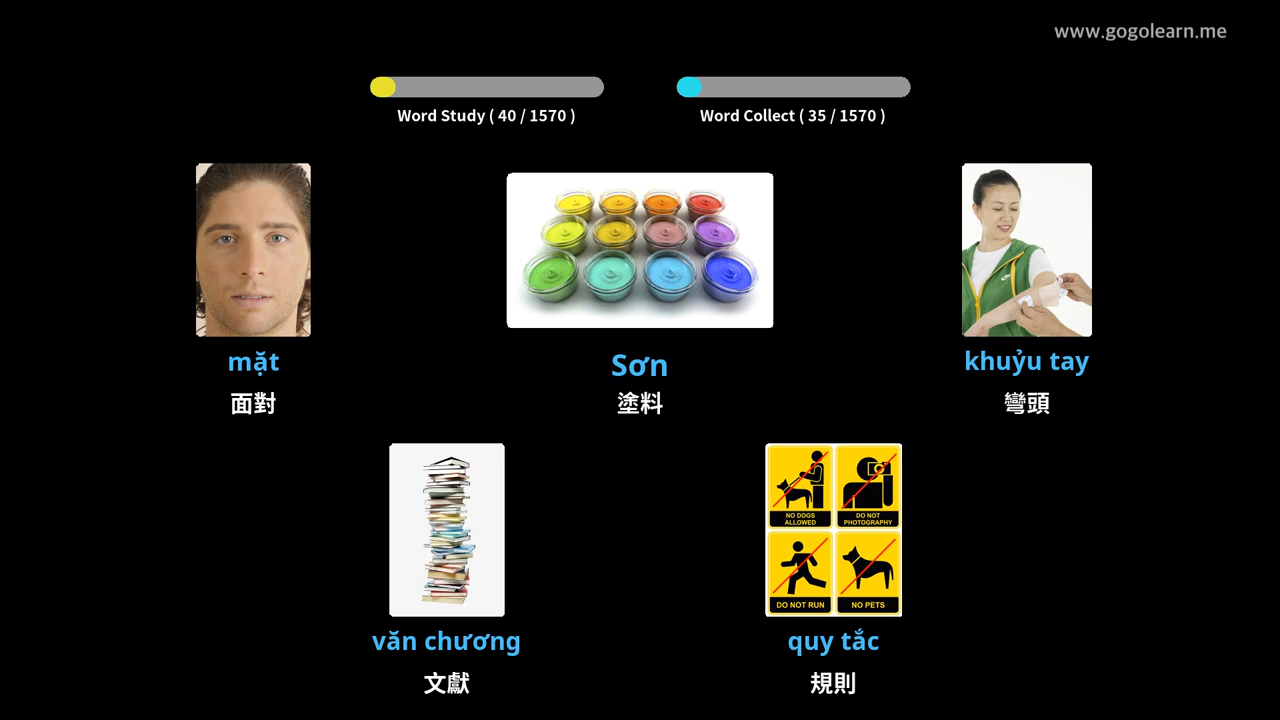 www.gogolearn.me
Word Study ( 40 / 1570 )
Word Collect ( 35 / 1570 )
mặt
面對
Sơn
塗料
khuỷu tay
彎頭
NO DOGS
ALLOWED
DO NOT
PHOTOGRAPHY
DO NOT RUN
NO PETS
văn chương
文獻
quy tắc
規則